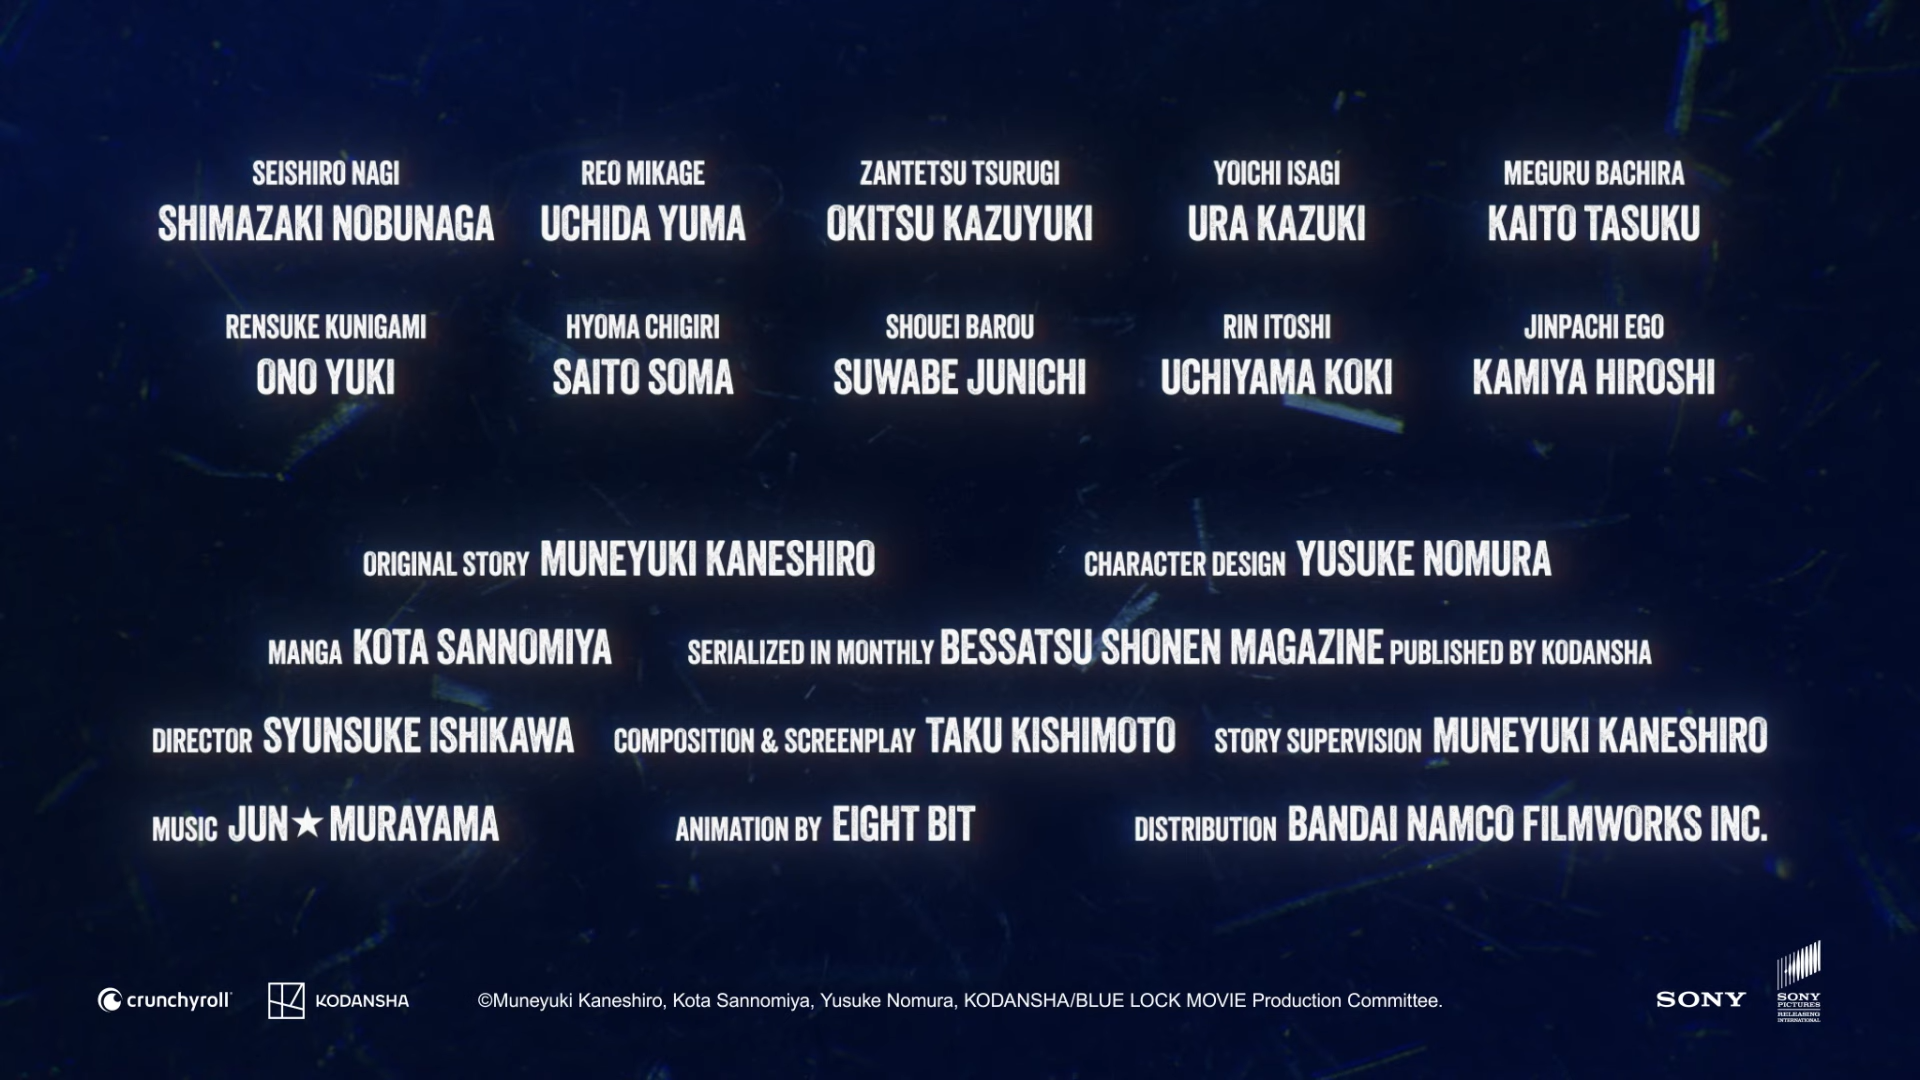 SEISHIRO NAGI REO MIKAGE ZANTETSU TSURUGI YOICHI ISAGI MEGURU BACHIRA
SHIMAZAKI NOBUNAGA UCHIDA YUMA OKITSU KAZUYUKI URA KAZUKI KAITO TASUKU
RENSUKE KUNIGAMI HYOMA CHIGIRI SHOUEI BAROU RIN ITOSHI JINPACHI EGO
ONO YUKI SAITO SOMA SUWABE JUNICHI UCHIYAMA KOKI KAMIYA HIROSHI
ORIGINAL STORY MUNEYUKI KANESHIRO CHARACTER DESIGN YUSUKE NOMURA
MANGA KOTA SANNOMIYA SERIALIZED IN MONTHLY BESSATSU SHONEN MAGAZINE PUBLISHED BY KODANSHA
DIRECTOR SYUNSUKE ISHIKAWA COMPOSITION & SCREENPLAY TAKU KISHIMOTO STORY SUPERVISION MUNEYUKI KANESHIRO
MUSIC JUN★MURAYAMA ANIMATION BY EIGHT BIT DISTRIBUTION BANDAI NAMCO FILMWORKS INC.
crunchyroll KODANSHA ©Muneyuki Kaneshiro, Kota Sannomiya, Yusuke Nomura, KODANSHA/BLUE LOCK MOVIE Production Committee. SONY
SONY
PICTURES
RELEASING
INTERNATIONAL